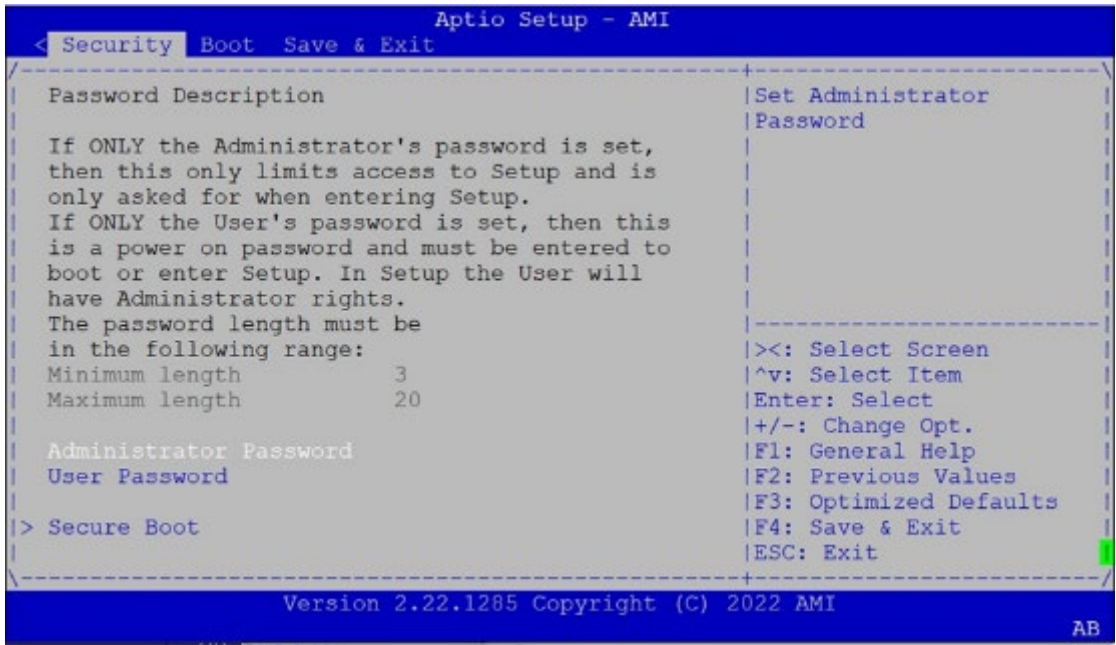 Aptio Setup - AMI
< Security Boot Save & Exit
Password Description
If ONLY the Administrator's password is set,
then this only limits access to Setup and is
only asked for when entering Setup.
If ONLY the User's password is set, then this
is a power on password and must be entered to
boot or enter Setup. In Setup the User will
have Administrator rights.
The password length must be
in the following range:
Minimum length 3
Maximum length 20
Administrator Password
User Password
> Secure Boot
Set Administrator
Password
><: Select Screen
^v: Select Item
Enter: Select
+/-: Change Opt.
F1: General Help
F2: Previous Values
F3: Optimized Defaults
F4: Save & Exit
ESC: Exit
Version 2.22.1285 Copyright (C) 2022 AMI
AB